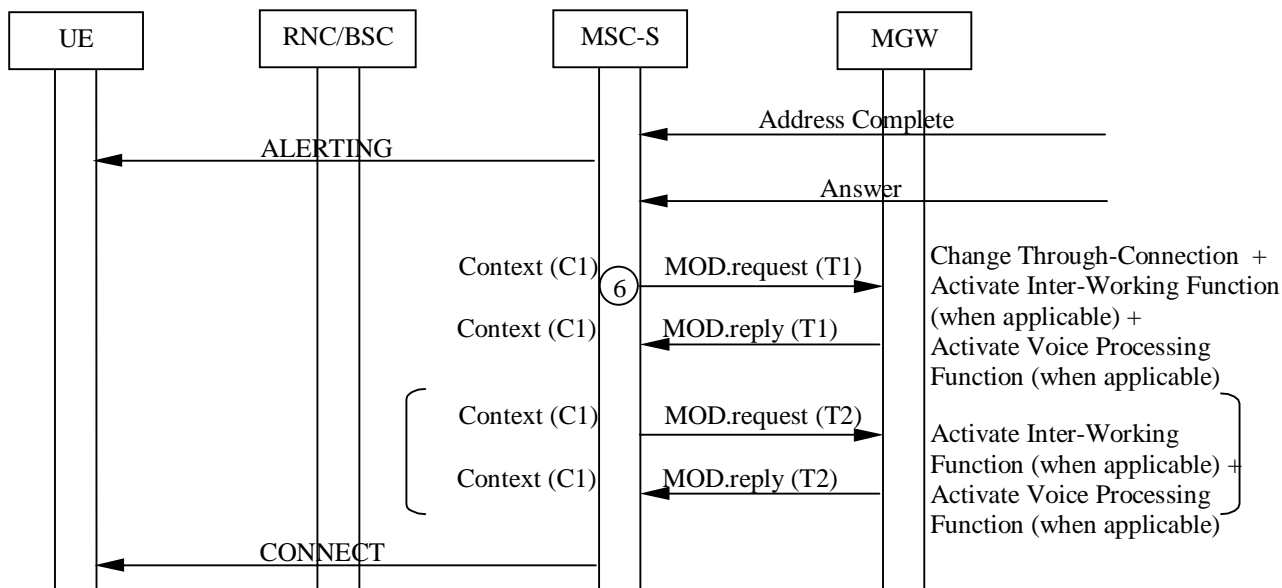 UE
RNC/BSC
MSC-S
MGW
Address Complete
ALERTING
Answer
Context (C1)
6
MOD.request (T1)
Change Through-Connection +
Activate Inter-Working Function
(when applicable) +
Activate Voice Processing
Function (when applicable)
Context (C1)
MOD.reply (T1)
Context (C1)
MOD.request (T2)
Activate Inter-Working
Function (when applicable) +
Activate Voice Processing
Function (when applicable)
Context (C1)
MOD.reply (T2)
CONNECT